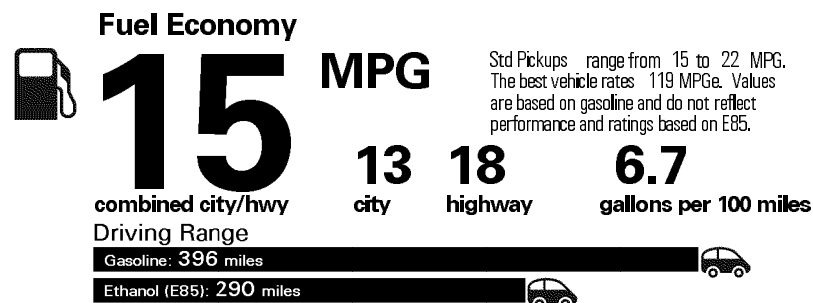 Fuel Economy
15 MPG
Std Pickups range from 15 to 22 MPG.
The best vehicle rates 119 MPGe. Values
are based on gasoline and do not reflect
performance and ratings based on E85.
13 18 6.7
combined city/hwy city highway gallons per 100 miles
Driving Range
Gasoline: 396 miles
Ethanol (E85): 290 miles